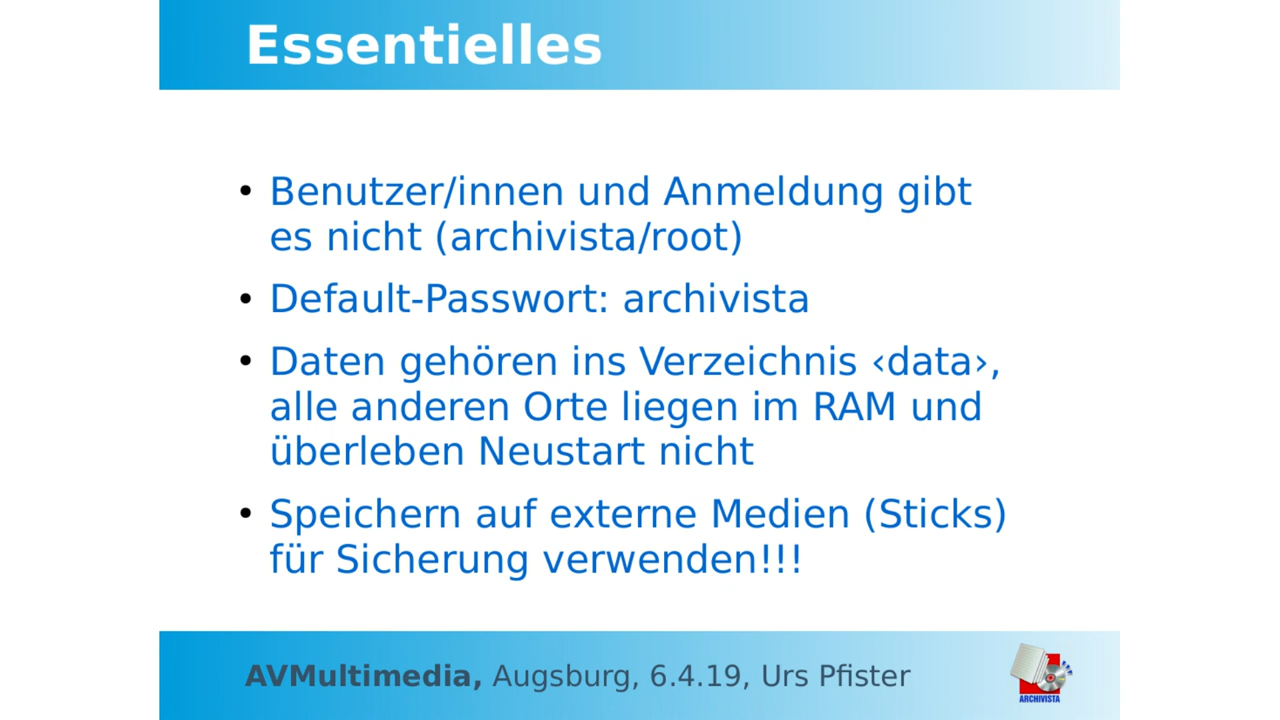 Essentielles
• Benutzer/innen und Anmeldung gibt
es nicht (archivista/root)
• Default-Passwort: archivista
• Daten gehören ins Verzeichnis ‹data›,
alle anderen Orte liegen im RAM und
überleben Neustart nicht
• Speichern auf externe Medien (Sticks)
für Sicherung verwenden!!!
AVMultimedia, Augsburg, 6.4.19, Urs Pfister
ARCHIVISTA